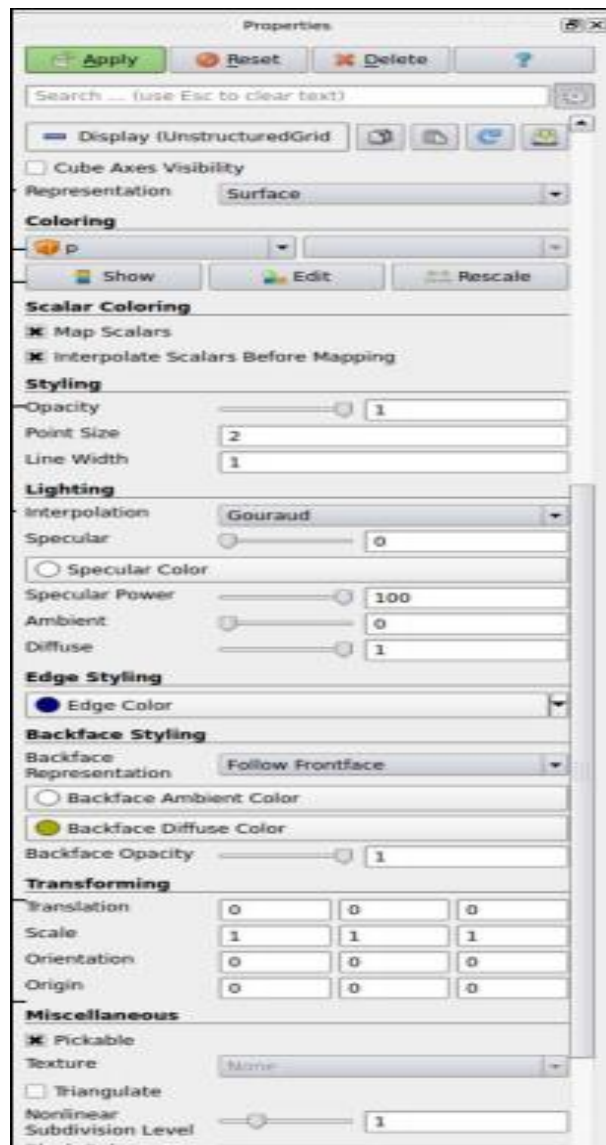 Properties
Apply Reset Delete ?
Search ... (use Esc to clear text)
Display (UnstructuredGrid
Cube Axes Visibility
Representation Surface
Coloring
p
Show Edit Rescale
Scalar Coloring
Map Scalars
Interpolate Scalars Before Mapping
Styling
Opacity 1
Point Size 2
Line Width 1
Lighting
Interpolation Gouraud
Specular 0
Specular Color
Specular Power 100
Ambient 0
Diffuse 1
Edge Styling
Edge Color
Backface Styling
Backface
Representation Follow Frontface
Backface Ambient Color
Backface Diffuse Color
Backface Opacity 1
Transforming
Translation 0 0 0
Scale 1 1 1
Orientation 0 0 0
Origin 0 0 0
Miscellaneous
Pickable
Texture None
Triangulate
Nonlinear
Subdivision Level 1